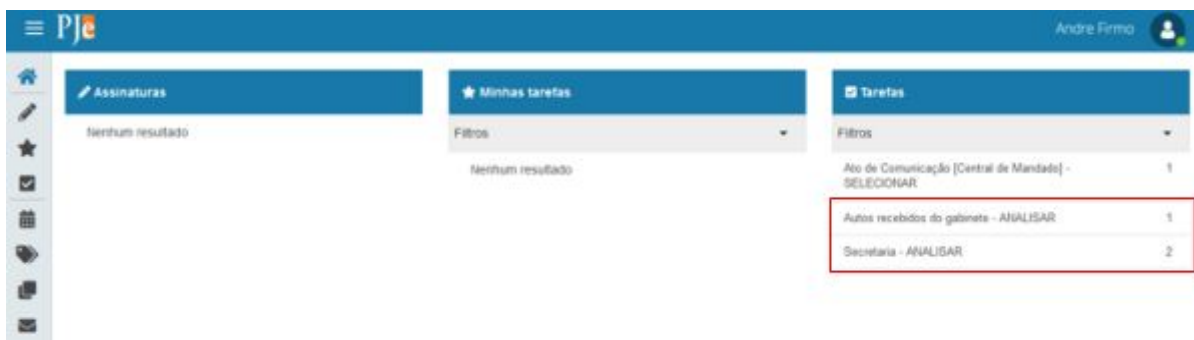 PJe
Andre Firmo
Assinaturas
Nenhum resultado
Minhas tarefas
Filtros
Nenhum resultado
Tarefas
Filtros
Ato de Comunicação [Central de Mandado] - 1
SELECIONAR
Autos recebidos do gabinete - ANALISAR 1
Secretaria - ANALISAR 2